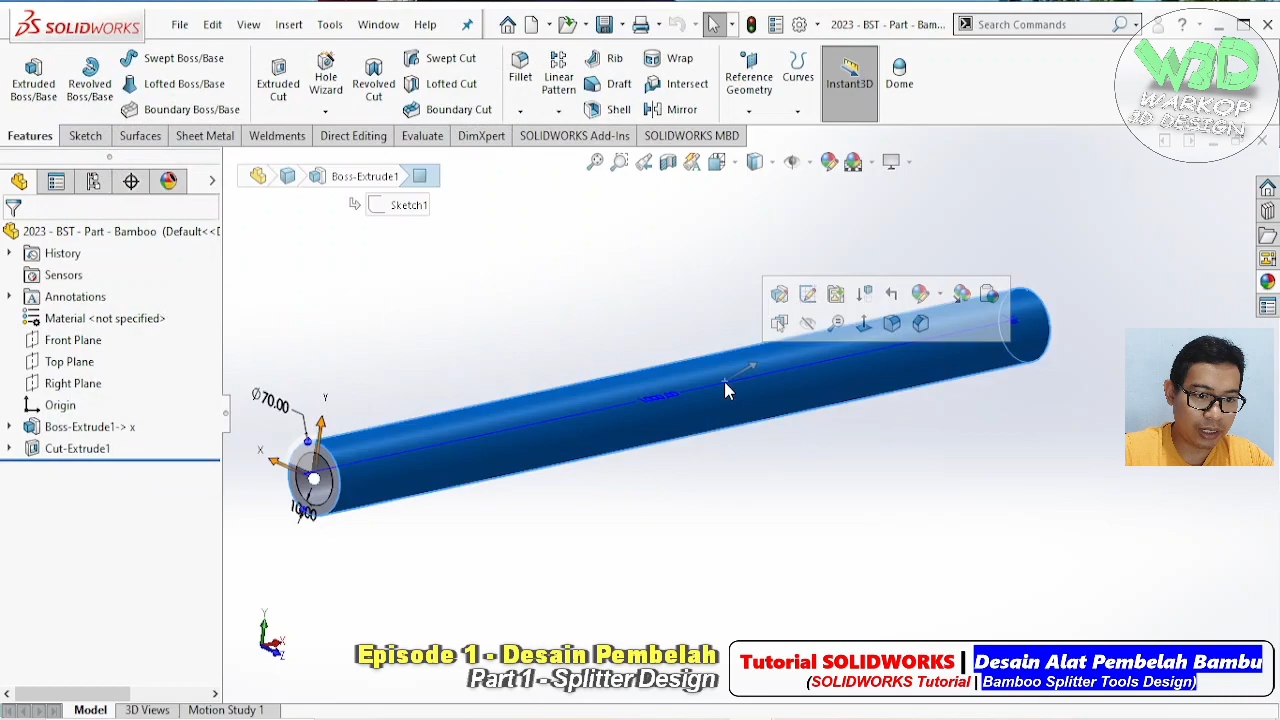 SOLIDWORKS
File
Edit
View
Insert
Tools
Window
Help
2023 - BST - Part - Bam...
Search Commands
Extruded Boss/Base
Revolved Boss/Base
Swept Boss/Base
Lofted Boss/Base
Boundary Boss/Base
Extruded Cut
Hole Wizard
Revolved Cut
Swept Cut
Lofted Cut
Boundary Cut
Fillet
Linear Pattern
Rib
Draft
Shell
Wrap
Intersect
Mirror
Reference Geometry
Curves
Instant3D
Dome
W3D
WARKOP
3D DESIGN
Features
Sketch
Surfaces
Sheet Metal
Weldments
Direct Editing
Evaluate
DimXpert
SOLIDWORKS Add-Ins
SOLIDWORKS MBD
Boss-Extrude1
Sketch1
2023 - BST - Part - Bamboo (Default<<D
History
Sensors
Annotations
Material <not specified>
Front Plane
Top Plane
Right Plane
Origin
Boss-Extrude1-> x
Cut-Extrude1
Ø70.00
Y
X
10.00
Y
X
Z
Episode 1 - Desain Pembelah
Part 1 - Splitter Design
Tutorial SOLIDWORKS | Desain Alat Pembelah Bambu
(SOLIDWORKS Tutorial | Bamboo Splitter Tools Design)
Model
3D Views
Motion Study 1